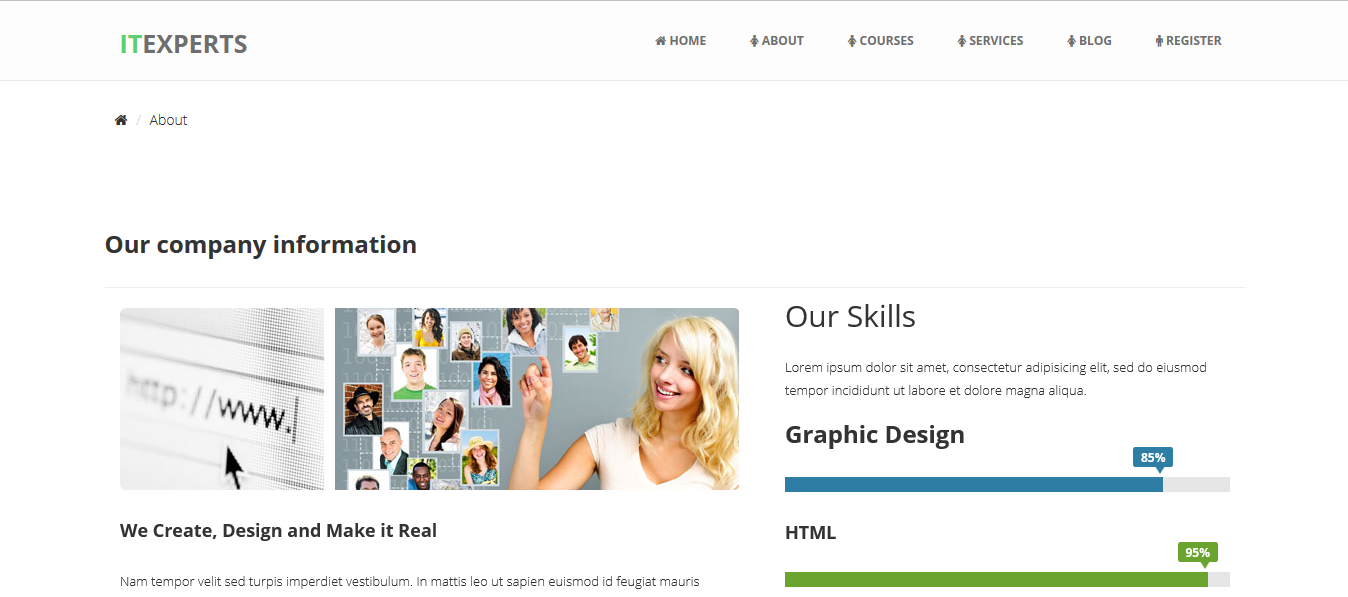 ITEXPERTS
HOME ABOUT COURSES SERVICES BLOG REGISTER
/ About
Our company information
http://www.
We Create, Design and Make it Real
Nam tempor velit sed turpis imperdiet vestibulum. In mattis leo ut sapien euismod id feugiat mauris
Our Skills
Lorem ipsum dolor sit amet, consectetur adipisicing elit, sed do eiusmod
tempor incididunt ut labore et dolore magna aliqua.
Graphic Design
85%
HTML
95%